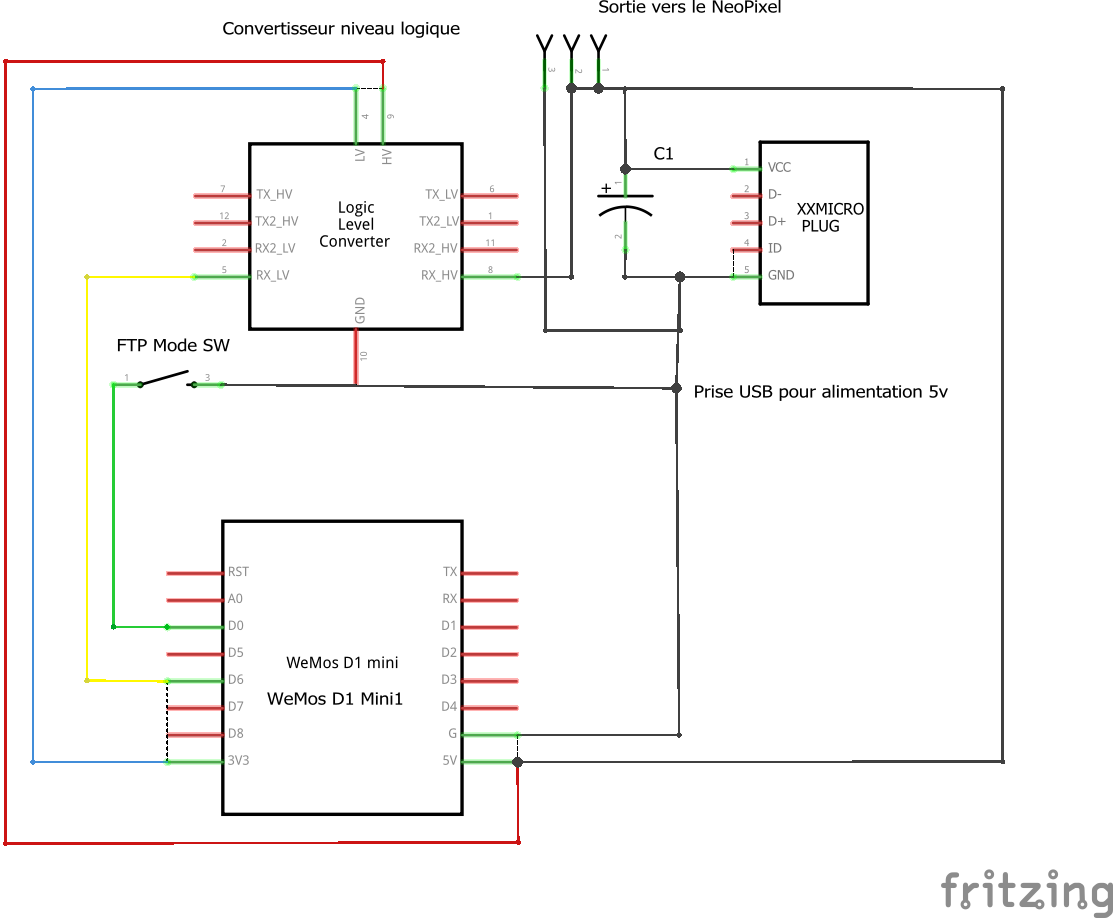 Sortie vers le NeoPixel
Convertisseur niveau logique
3 2 1
4 9
LV HV
C1
1 VCC
7 TX_HV TX_LV 6
+ 1
2 D-
Logic
Level
Converter
XXMICRO
PLUG
12 TX2_HV TX2_LV 1
3 D+
2 RX2_LV RX2_HV 11
2
4 ID
5 RX_LV RX_HV 8
5 GND
GND
10
FTP Mode SW
1 3
Prise USB pour alimentation 5v
RST TX
A0 RX
D0 D1
D5 D2
WeMos D1 mini
D6 D3
WeMos D1 Mini1
D7 D4
D8 G
3V3 5V
fritzing